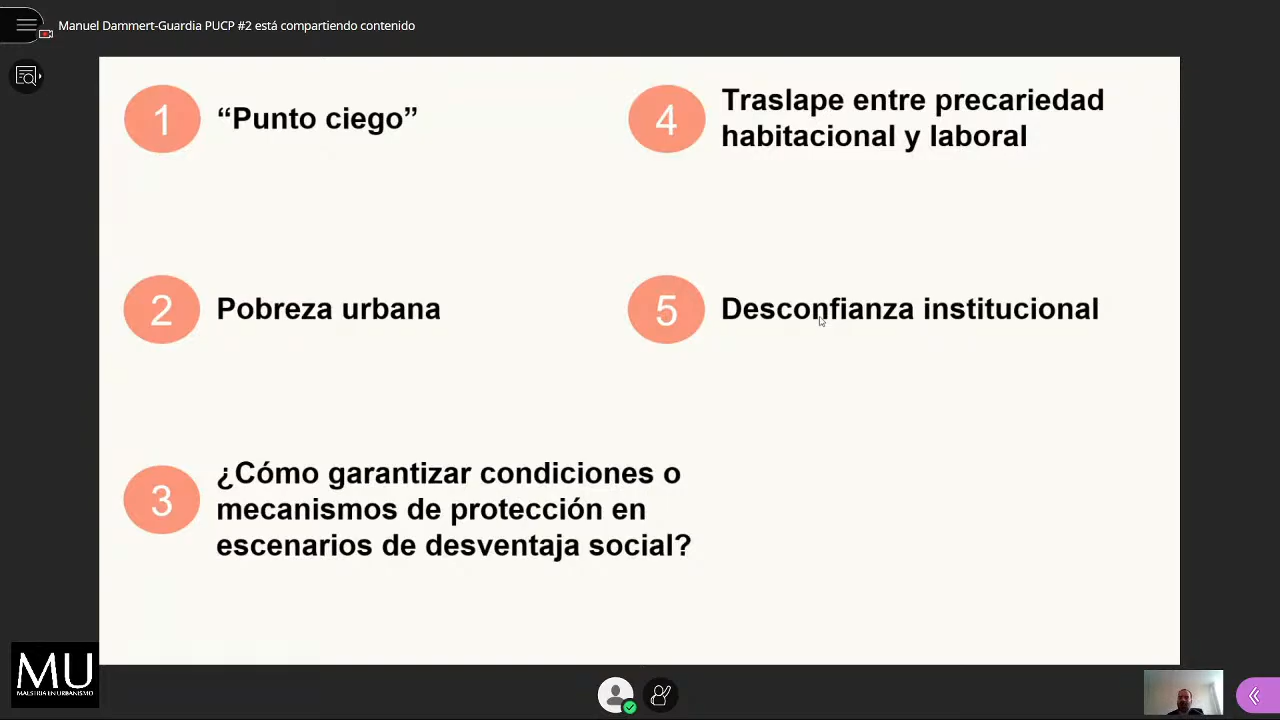 Manuel Dammert-Guardia PUCP #2 está compartiendo contenido
1
“Punto ciego”
2
Pobreza urbana
3
¿Cómo garantizar condiciones o
mecanismos de protección en
escenarios de desventaja social?
4
Traslape entre precariedad
habitacional y laboral
5
Desconfianza institucional
MU
MAESTRÍA EN URBANISMO